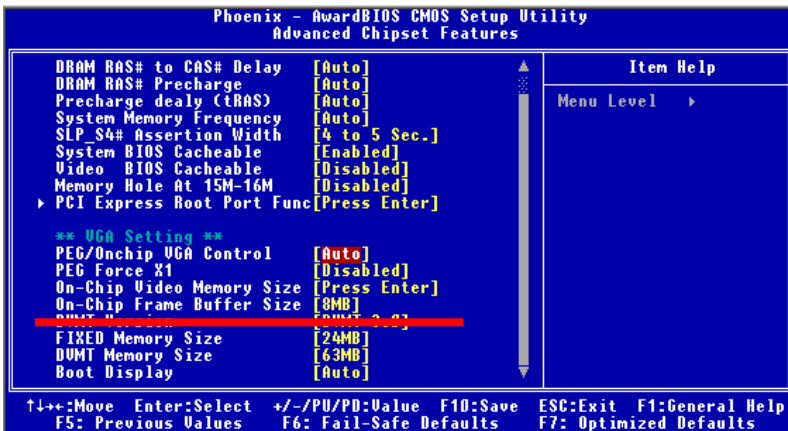 Phoenix - AwardBIOS CMOS Setup Utility
Advanced Chipset Features
DRAM RAS# to CAS# Delay [Auto]
DRAM RAS# Precharge [Auto]
Precharge dealy (tRAS) [Auto]
System Memory Frequency [Auto]
SLP_S4# Assertion Width [4 to 5 Sec.]
System BIOS Cacheable [Enabled]
Video BIOS Cacheable [Disabled]
Memory Hole At 15M-16M [Disabled]
PCI Express Root Port Func[Press Enter]
** VGA Setting **
PEG/Onchip VGA Control [Auto]
PEG Force X1 [Disabled]
On-Chip Video Memory Size [Press Enter]
On-Chip Frame Buffer Size [8MB]
FIXED Memory Size [24MB]
DVMT Memory Size [63MB]
Boot Display [Auto]
Item Help
Menu Level
↑↓→←:Move Enter:Select +/-/PU/PD:Value F10:Save ESC:Exit F1:General Help
F5: Previous Values F6: Fail-Safe Defaults F7: Optimized Defaults